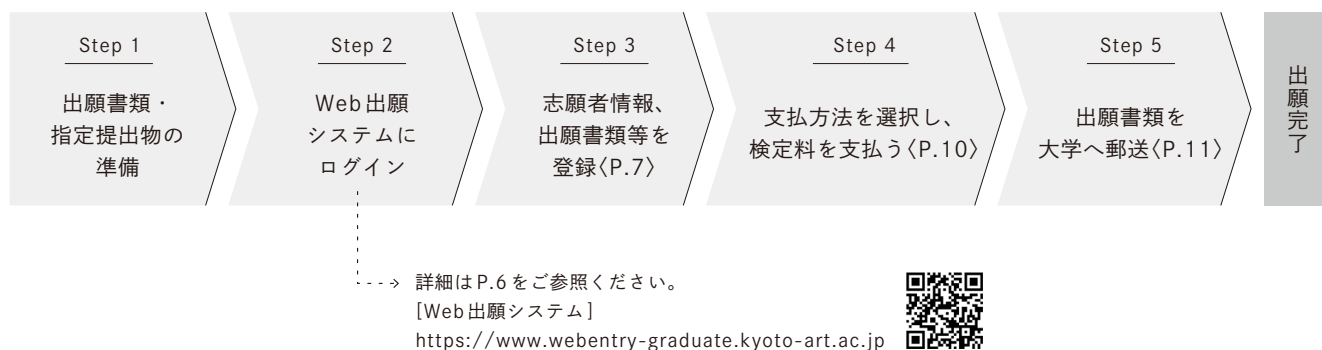 Step 1
出願書類・
指定提出物の
準備
Step 2
Web出願
システムに
ログイン
Step 3
志願者情報、
出願書類等を
登録〈P.7〉
Step 4
支払方法を選択し、
検定料を支払う〈P.10〉
Step 5
出願書類を
大学へ郵送〈P.11〉
出願完了
詳細はP.6をご参照ください。
[Web出願システム]
https://www.webentry-graduate.kyoto-art.ac.jp